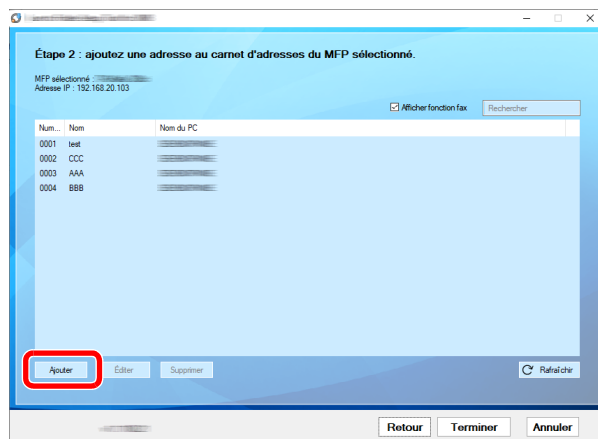 Étape 2 : ajoutez une adresse au carnet d'adresses du MFP sélectionné.
MFP sélectionné :
Adresse IP : 192.168.20.103
Afficher fonction fax Rechercher
Num... Nom Nom du PC
0001 test
0002 CCC
0003 AAA
0004 BBB
Ajouter Éditer Supprimer Rafraîchir
Retour Terminer Annuler